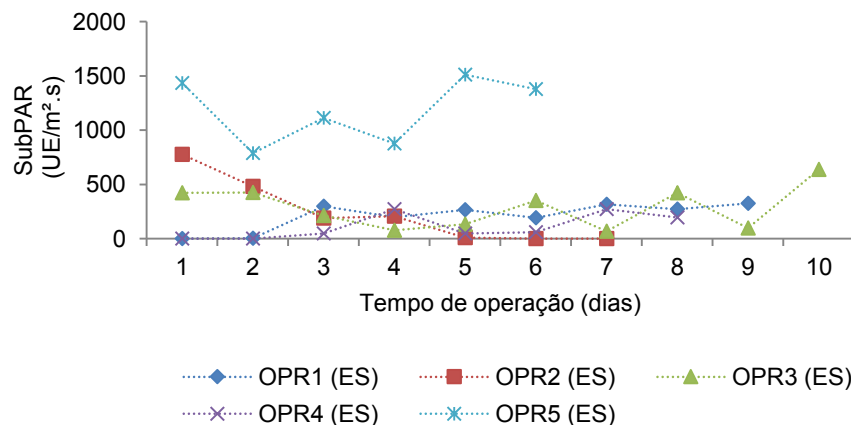 2000
1500
1000
500
0
SubPAR
(UE/m².s)
1 2 3 4 5 6 7 8 9 10
Tempo de operação (dias)
OPR1 (ES) OPR2 (ES) OPR3 (ES)
OPR4 (ES) OPR5 (ES)